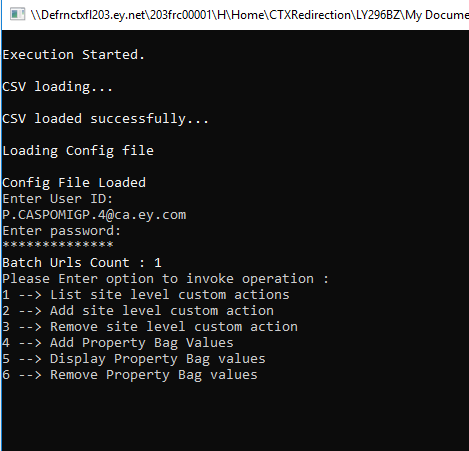 \\Defrnctxfl203.ey.net\203frc00001\H\Home\CTXRedirection\LY296BZ\My Docume
Execution Started.
CSV loading...
CSV loaded successfully...
Loading Config file
Config File Loaded
Enter User ID:
P.CASPOMIGP.4@ca.ey.com
Enter password:
**************
Batch Urls Count : 1
Please Enter option to invoke operation :
1 --> List site level custom actions
2 --> Add site level custom action
3 --> Remove site level custom action
4 --> Add Property Bag Values
5 --> Display Property Bag values
6 --> Remove Property Bag values